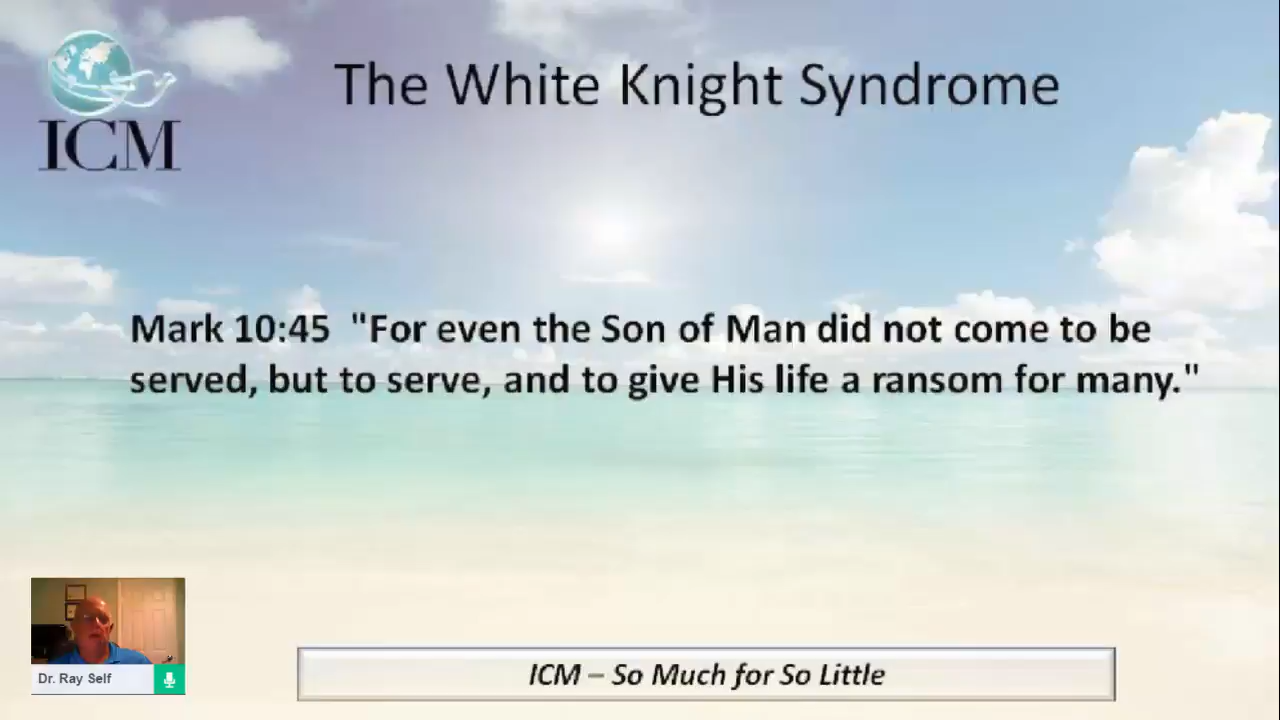 ICM
The White Knight Syndrome
Mark 10:45 "For even the Son of Man did not come to be
served, but to serve, and to give His life a ransom for many."
Dr. Ray Self
ICM – So Much for So Little